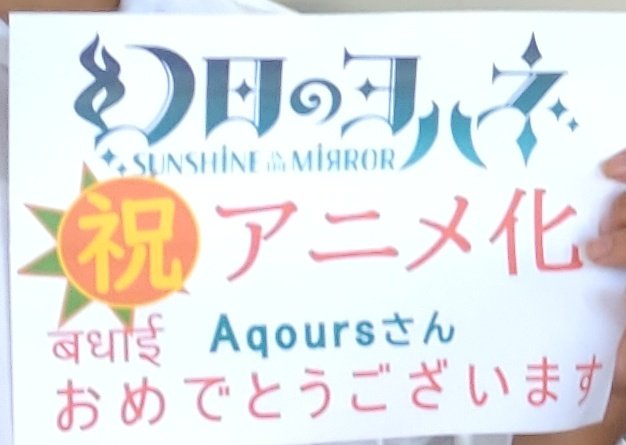 幻日のヨハネ
SUNSHINE in the MIRROR
祝 アニメ化
बधाई Aqoursさん
おめでとうございます